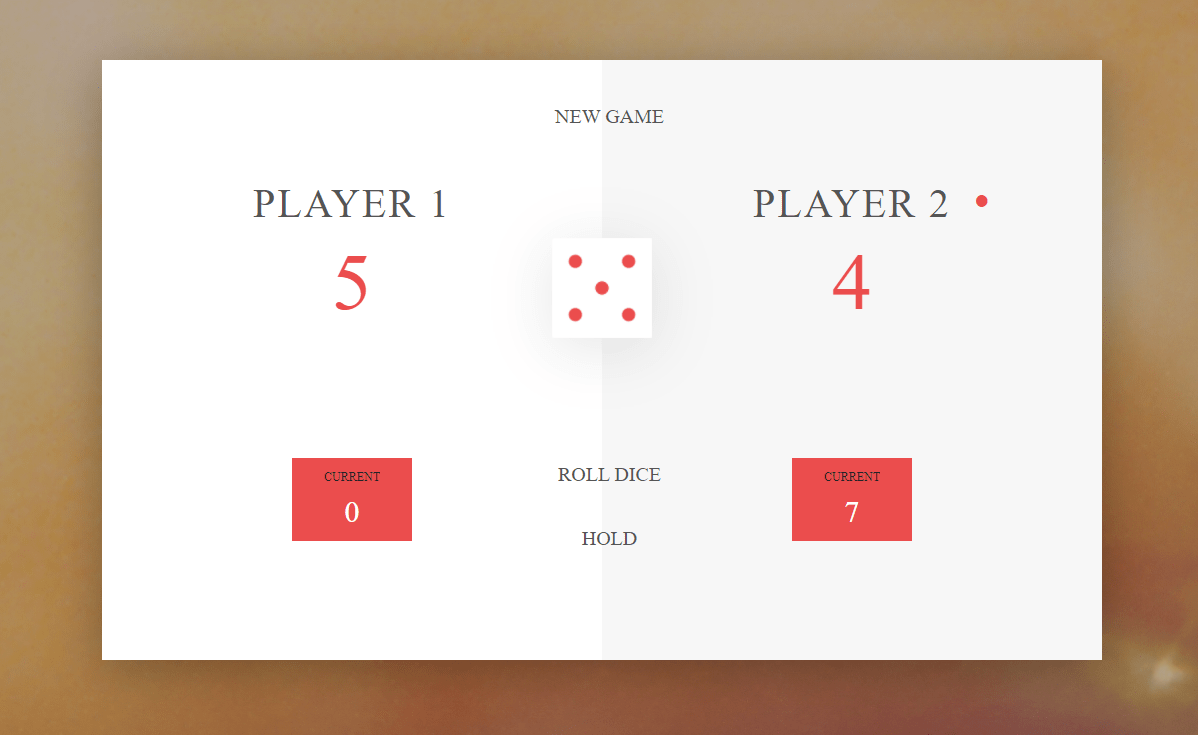 NEW GAME
PLAYER 1
5
PLAYER 2
4
CURRENT
0
ROLL DICE
HOLD
CURRENT
7